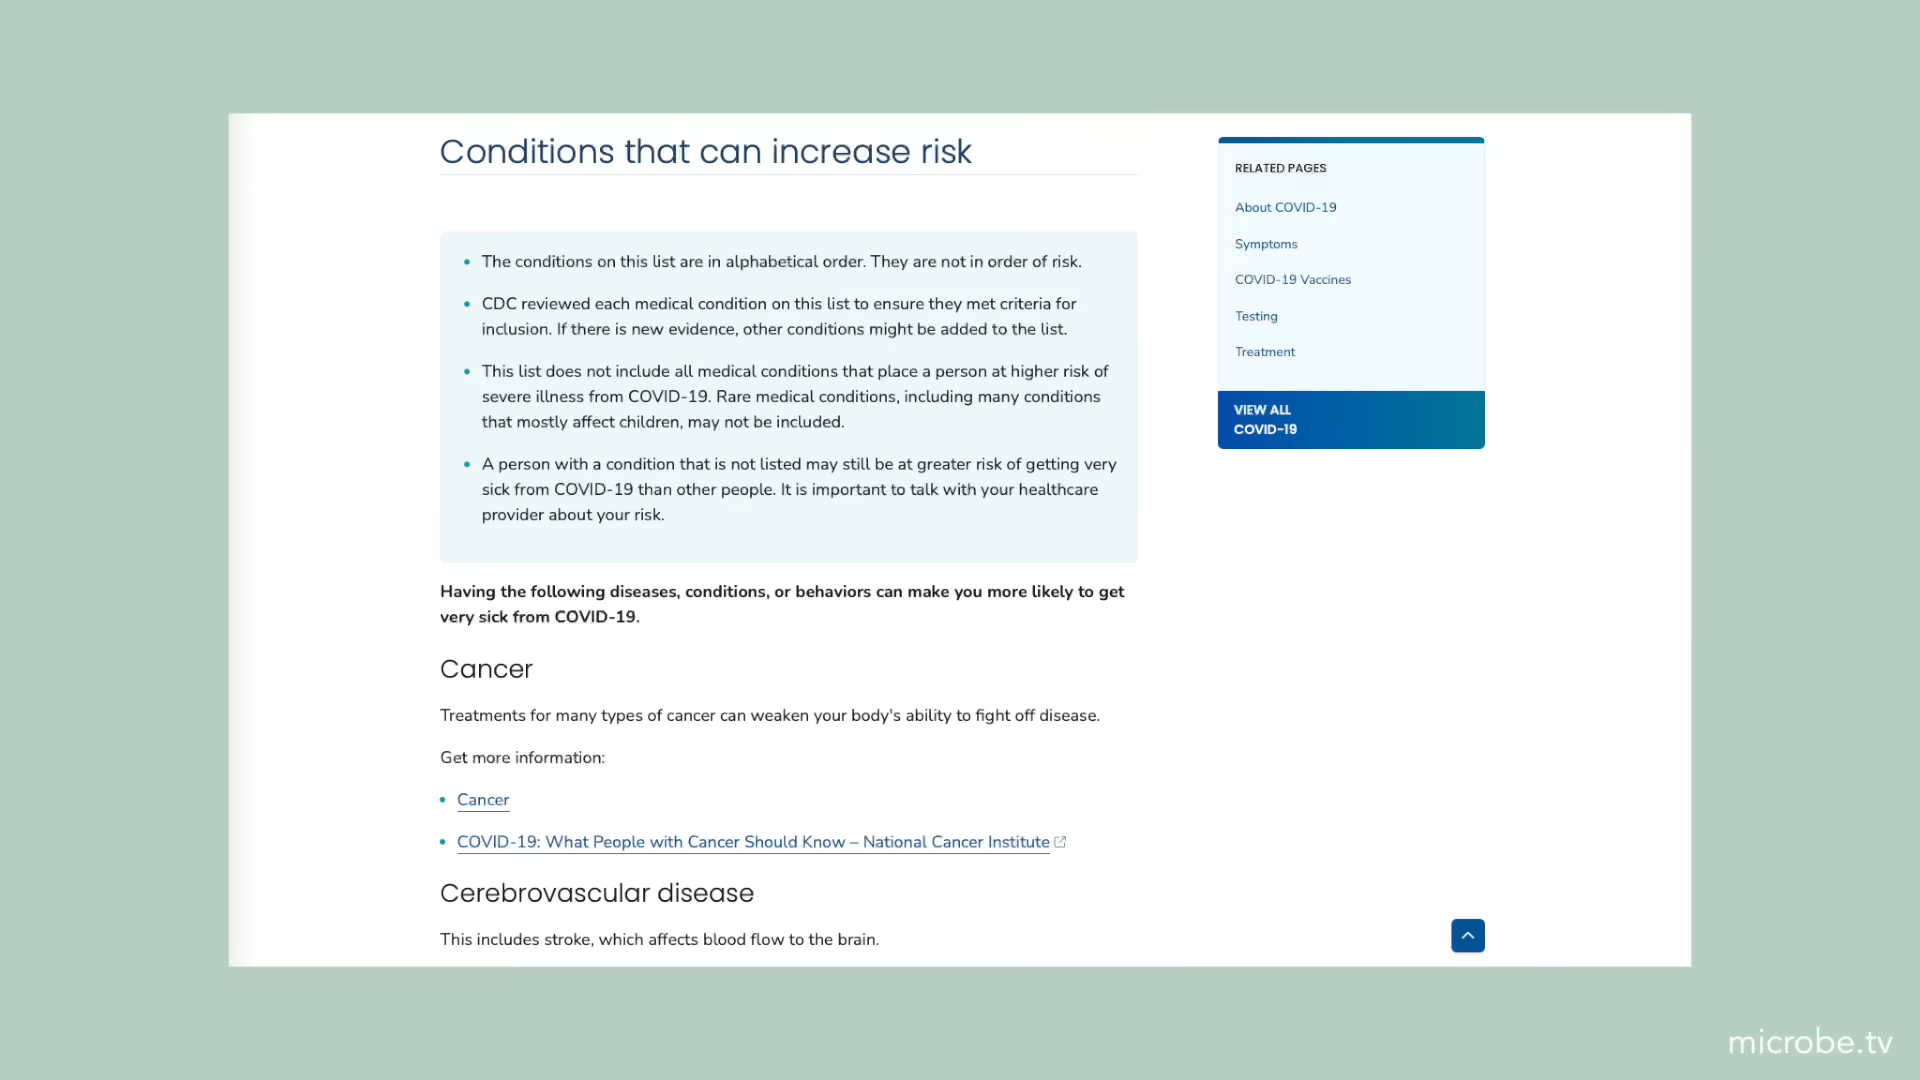 Conditions that can increase risk
The conditions on this list are in alphabetical order. They are not in order of risk.
CDC reviewed each medical condition on this list to ensure they met criteria for
inclusion. If there is new evidence, other conditions might be added to the list.
This list does not include all medical conditions that place a person at higher risk of
severe illness from COVID-19. Rare medical conditions, including many conditions
that mostly affect children, may not be included.
A person with a condition that is not listed may still be at greater risk of getting very
sick from COVID-19 than other people. It is important to talk with your healthcare
provider about your risk.
Having the following diseases, conditions, or behaviors can make you more likely to get
very sick from COVID-19.
Cancer
Treatments for many types of cancer can weaken your body's ability to fight off disease.
Get more information:
Cancer
COVID-19: What People with Cancer Should Know – National Cancer Institute
Cerebrovascular disease
This includes stroke, which affects blood flow to the brain.
RELATED PAGES
About COVID-19
Symptoms
COVID-19 Vaccines
Testing
Treatment
VIEW ALL
COVID-19
microbe.tv